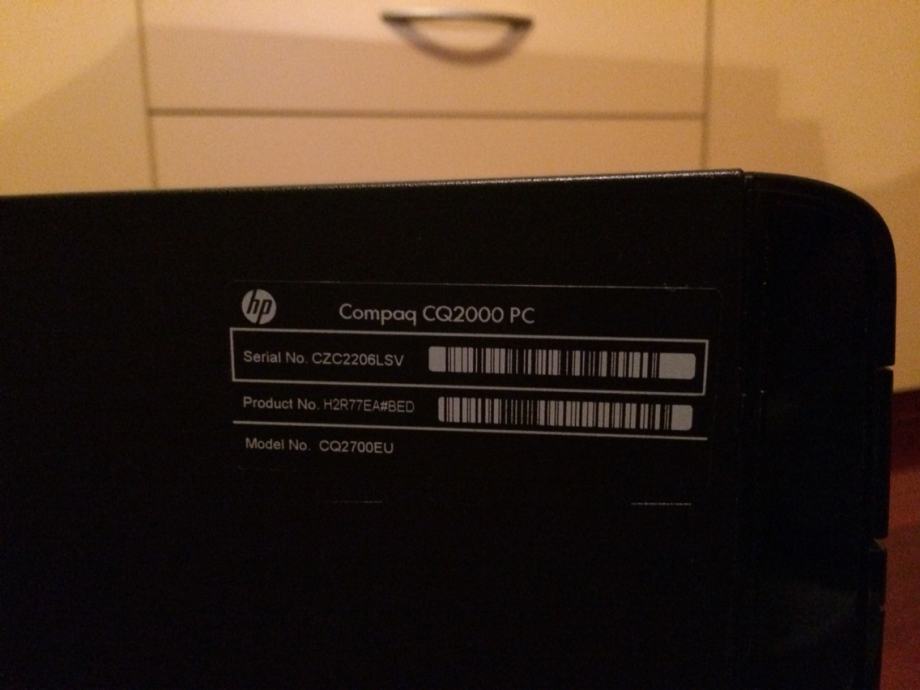 hp
Compaq CQ2000 PC
Serial No. CZC2206LSV
Product No. H2R77EA#BED
Model No. CQ2700EU